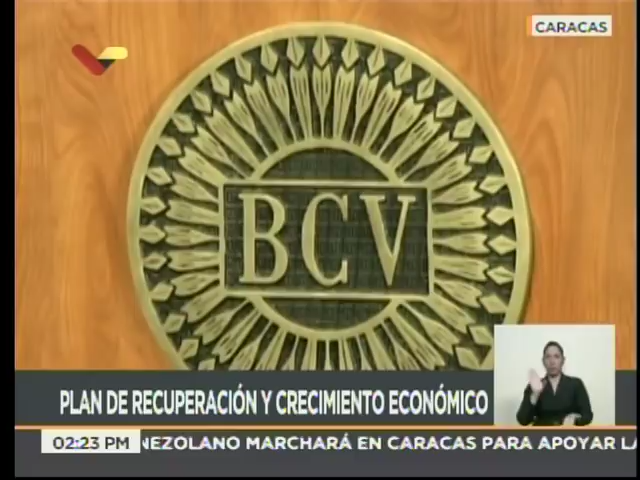 CARACAS
BCV
PLAN DE RECUPERACIÓN Y CRECIMIENTO ECONÓMICO
02:23 PM NEZOLANO MARCHARÁ EN CARACAS PARA APOYAR LA